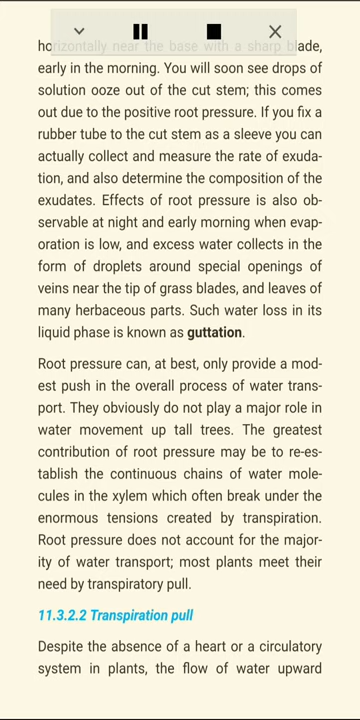 horizontally near the base with a sharp blade,
early in the morning. You will soon see drops of
solution ooze out of the cut stem; this comes
out due to the positive root pressure. If you fix a
rubber tube to the cut stem as a sleeve you can
actually collect and measure the rate of exuda-
tion, and also determine the composition of the
exudates. Effects of root pressure is also ob-
servable at night and early morning when evap-
oration is low, and excess water collects in the
form of droplets around special openings of
veins near the tip of grass blades, and leaves of
many herbaceous parts. Such water loss in its
liquid phase is known as guttation.
Root pressure can, at best, only provide a mod-
est push in the overall process of water trans-
port. They obviously do not play a major role in
water movement up tall trees. The greatest
contribution of root pressure may be to re-es-
tablish the continuous chains of water mole-
cules in the xylem which often break under the
enormous tensions created by transpiration.
Root pressure does not account for the major-
ity of water transport; most plants meet their
need by transpiratory pull.
11.3.2.2 Transpiration pull
Despite the absence of a heart or a circulatory
system in plants, the flow of water upward